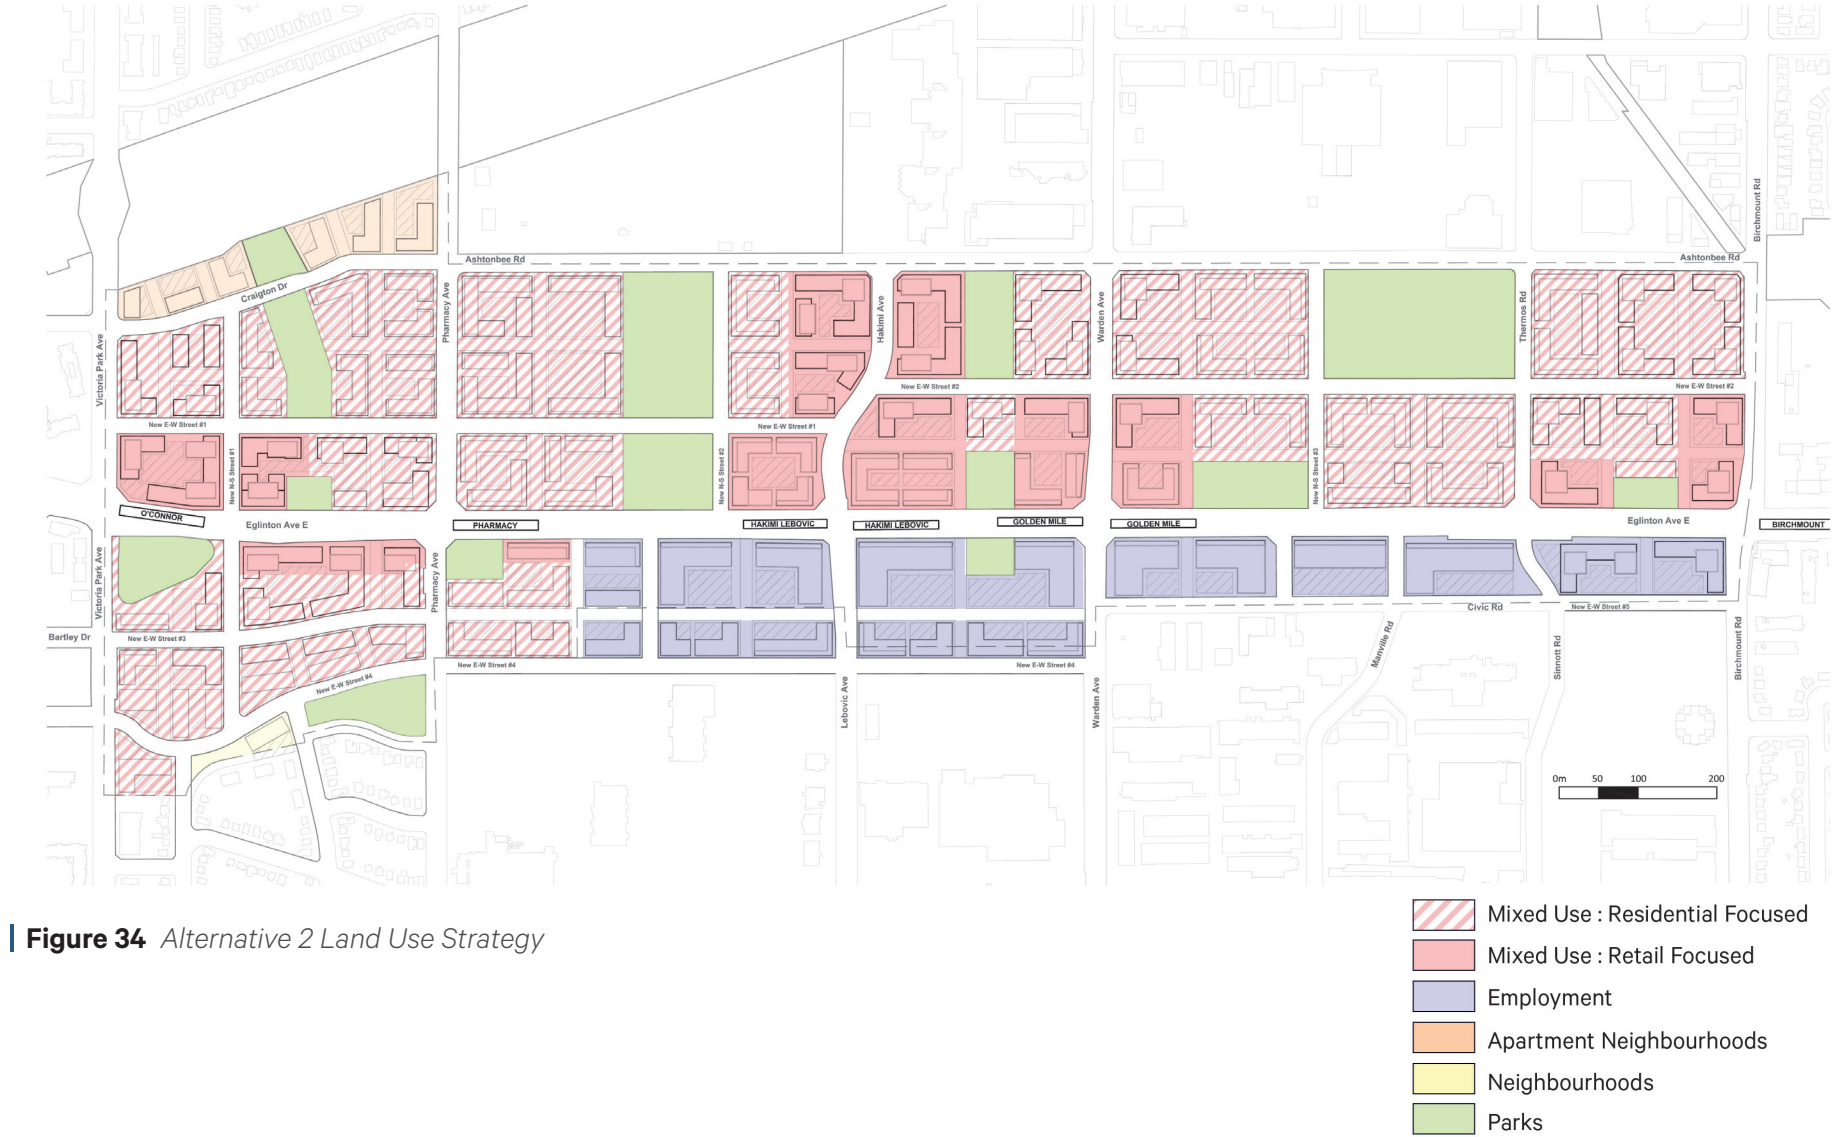 Birchmount Rd
Ashtonbee Rd
Ashtonbee Rd
Craigton Dr
Pharmacy Ave
Hakimi Ave
Warden Ave
Thermos Rd
Victoria Park Ave
New E-W Street #2
New E-W Street #2
New E-W Street #1
New E-W Street #1
New N-S Street #1
New N-S Street #2
New N-S Street #3
O'CONNOR
Eglinton Ave E
PHARMACY
HAKIMI LEBOVIC
HAKIMI LEBOVIC
GOLDEN MILE
GOLDEN MILE
Eglinton Ave E
BIRCHMOUNT
Victoria Park Ave
Pharmacy Ave
Civic Rd
New E-W Street #5
Bartley Dr
New E-W Street #3
New E-W Street #4
New E-W Street #4
New E-W Street #4
Manville Rd
Sinnott Rd
Birchmount Rd
Lebovic Ave
Warden Ave
0m 50 100 200
Figure 34 Alternative 2 Land Use Strategy
Mixed Use : Residential Focused
Mixed Use : Retail Focused
Employment
Apartment Neighbourhoods
Neighbourhoods
Parks